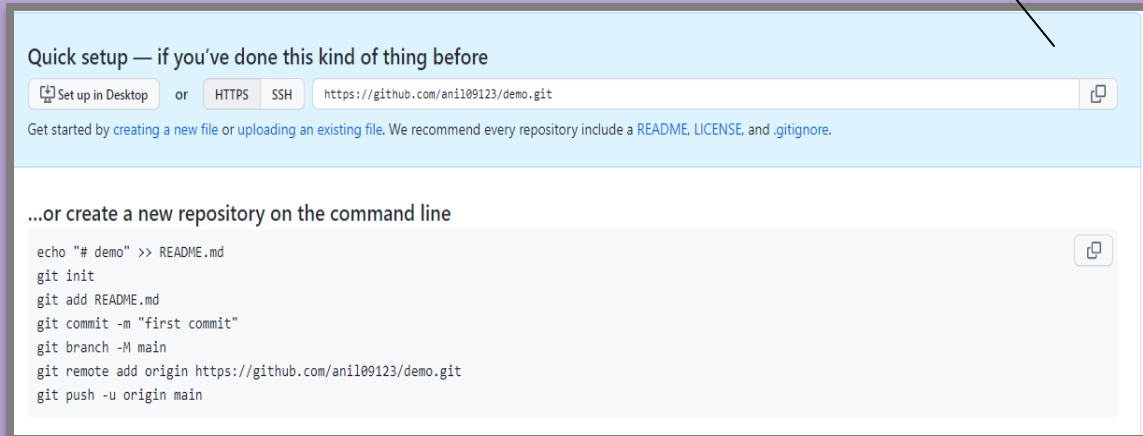 Quick setup — if you've done this kind of thing before
Set up in Desktop or HTTPS SSH https://github.com/anil09123/demo.git
Get started by creating a new file or uploading an existing file. We recommend every repository include a README, LICENSE, and .gitignore.
...or create a new repository on the command line
echo "# demo" >> README.md
git init
git add README.md
git commit -m "first commit"
git branch -M main
git remote add origin https://github.com/anil09123/demo.git
git push -u origin main